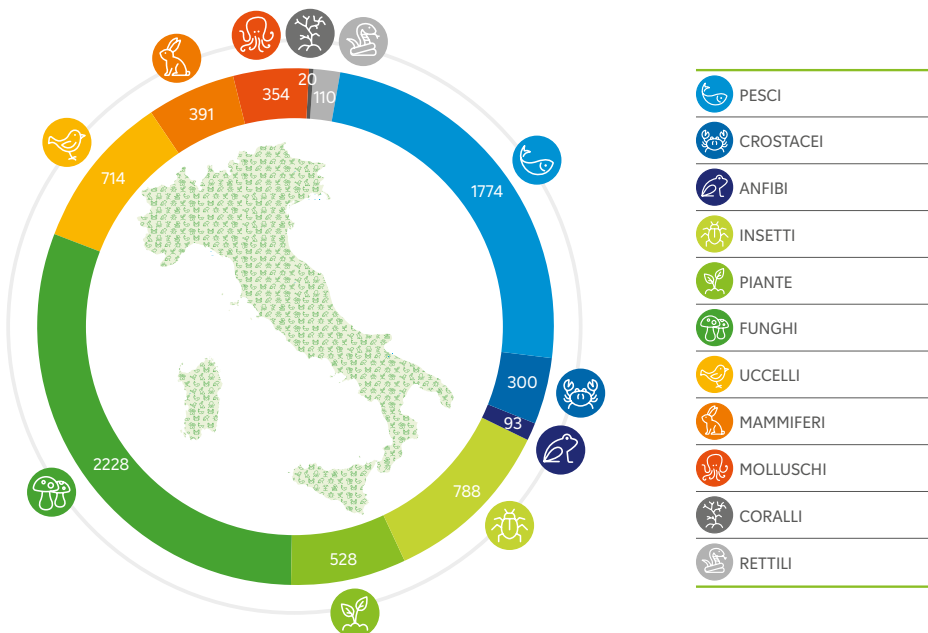 20
110
354
391
714
1774
300
93
788
528
2228
PESCI
CROSTACEI
ANFIBI
INSETTI
PIANTE
FUNGHI
UCCELLI
MAMMIFERI
MOLLUSCHI
CORALLI
RETTILI